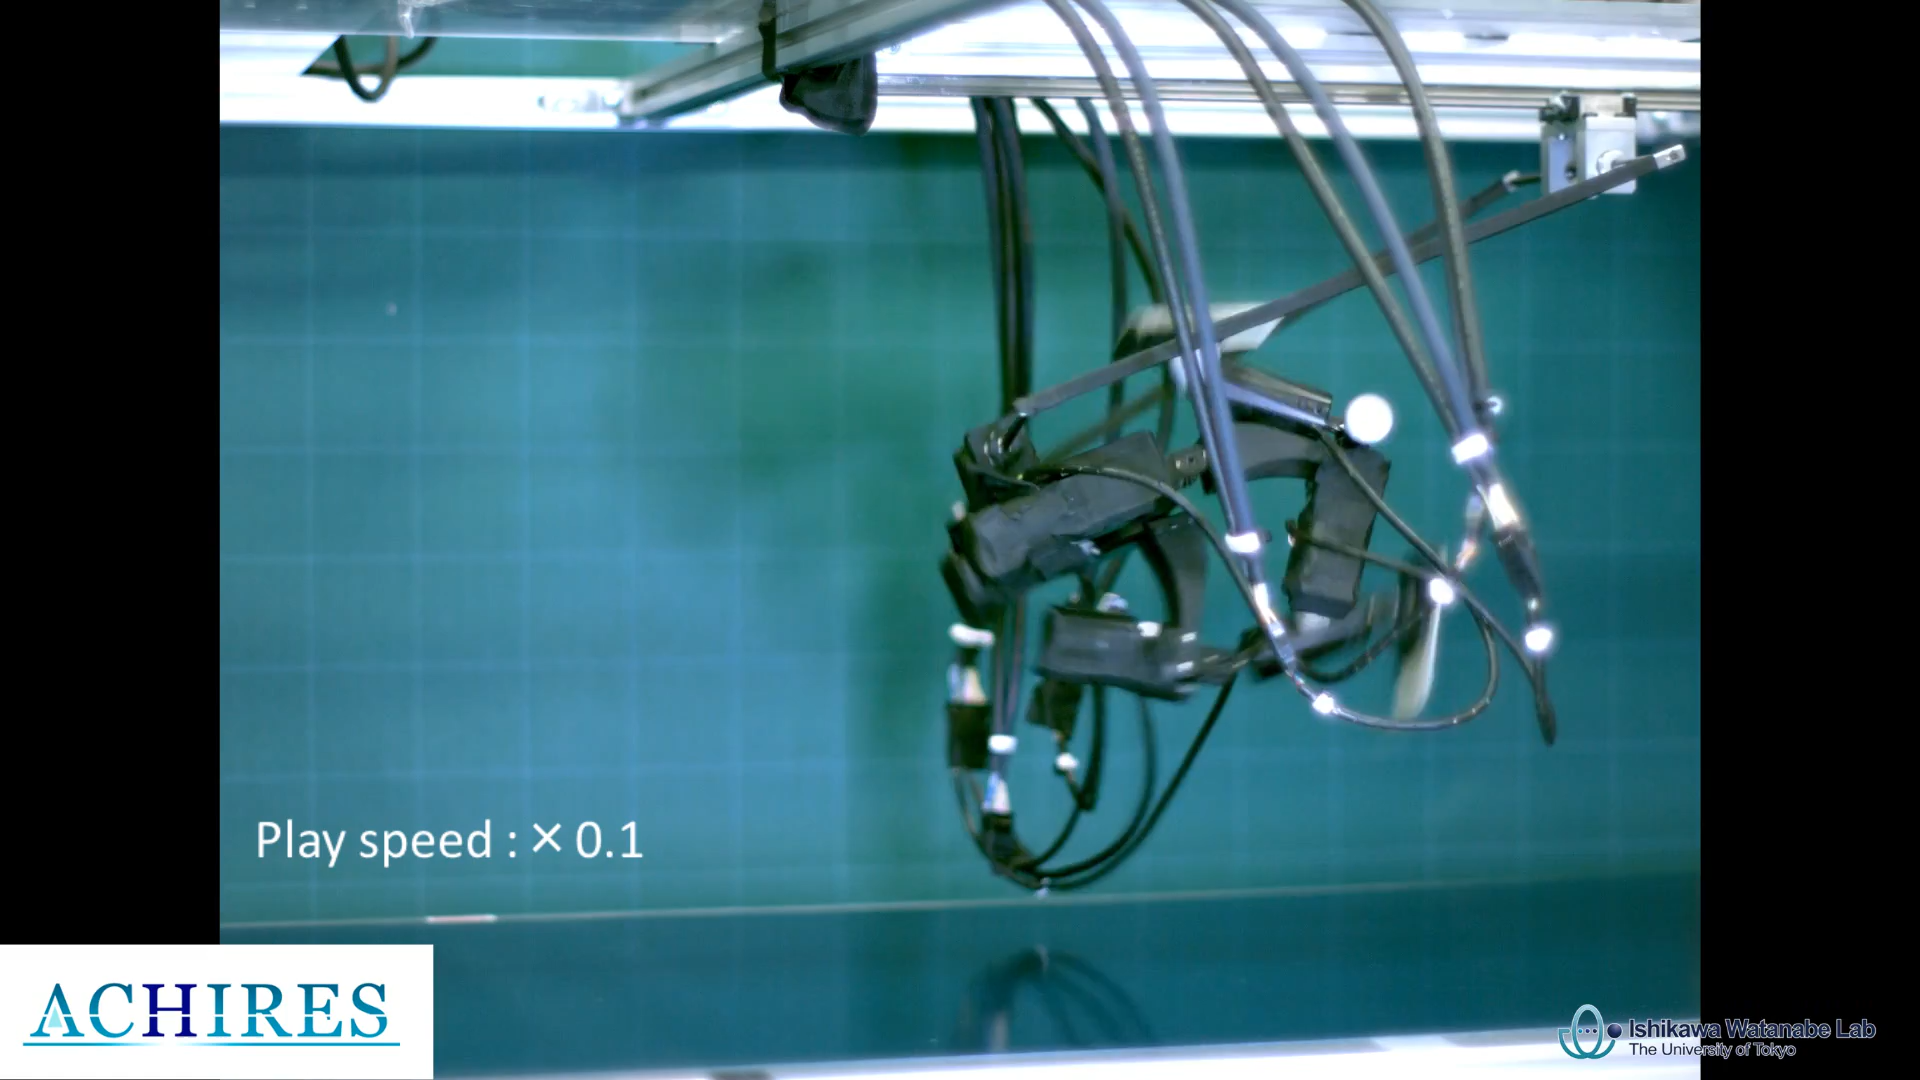 Play speed : × 0.1
ACHIRES
Ishikawa Watanabe Lab
The University of Tokyo